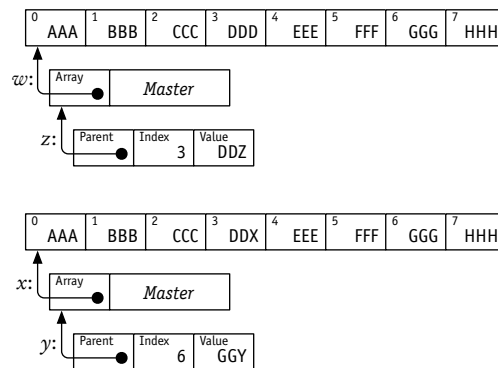 0 AAA 1 BBB 2 CCC 3 DDD 4 EEE 5 FFF 6 GGG 7 HHH
w: Array Master
z: Parent Index 3 Value DDZ
0 AAA 1 BBB 2 CCC 3 DDX 4 EEE 5 FFF 6 GGG 7 HHH
x: Array Master
y: Parent Index 6 Value GGY